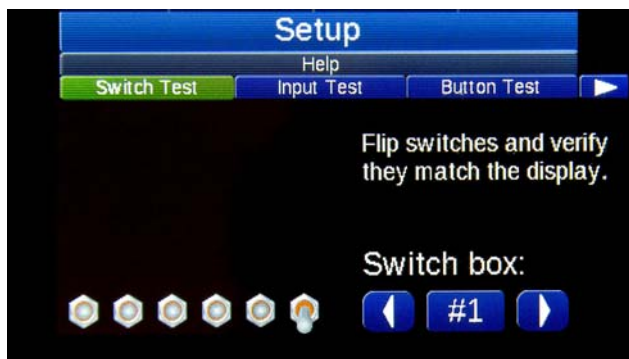 Setup
Help
Switch Test Input Test Button Test
Flip switches and verify
they match the display.
Switch box:
#1